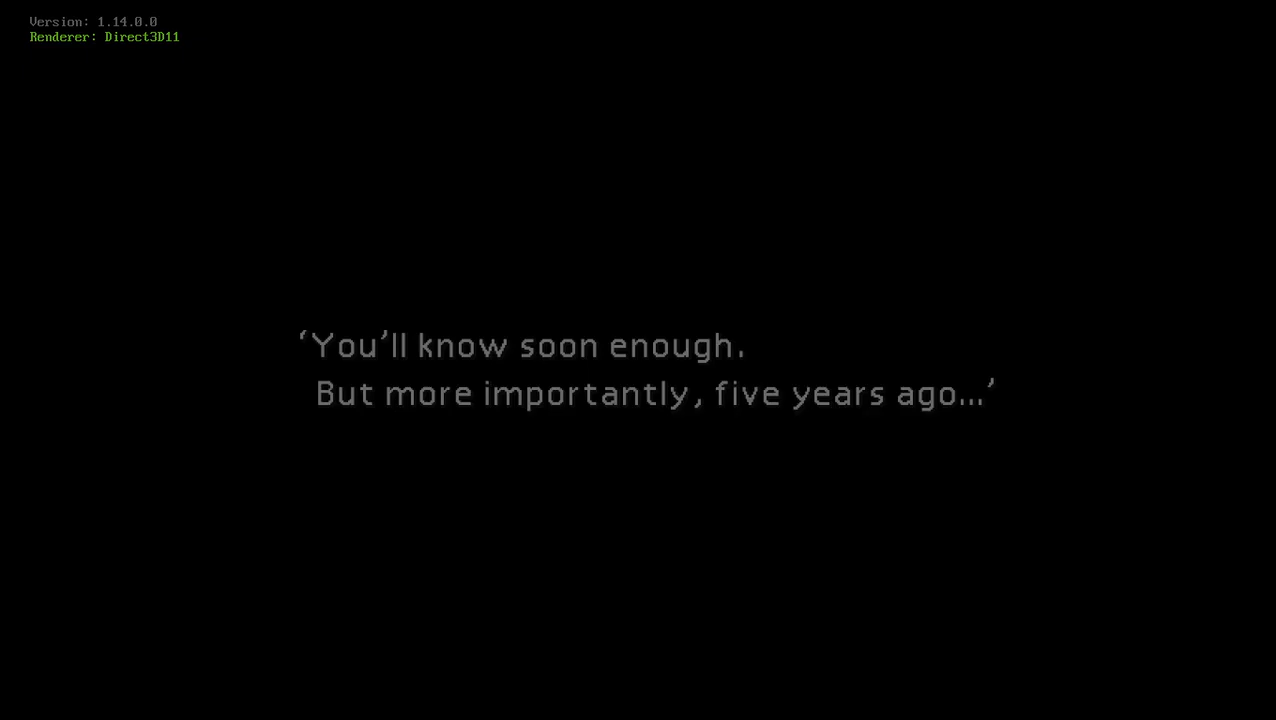 Version: 1.14.0.0
Renderer: Direct3D11
‘You’ll know soon enough.
But more importantly, five years ago...’